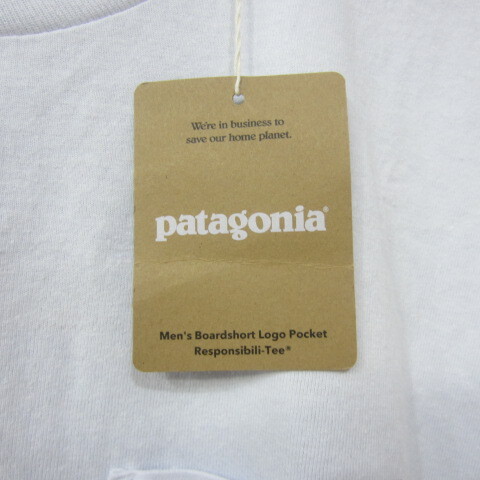 We're in business to
save our home planet.
patagonia®
Men's Boardshort Logo Pocket
Responsibili-Tee®